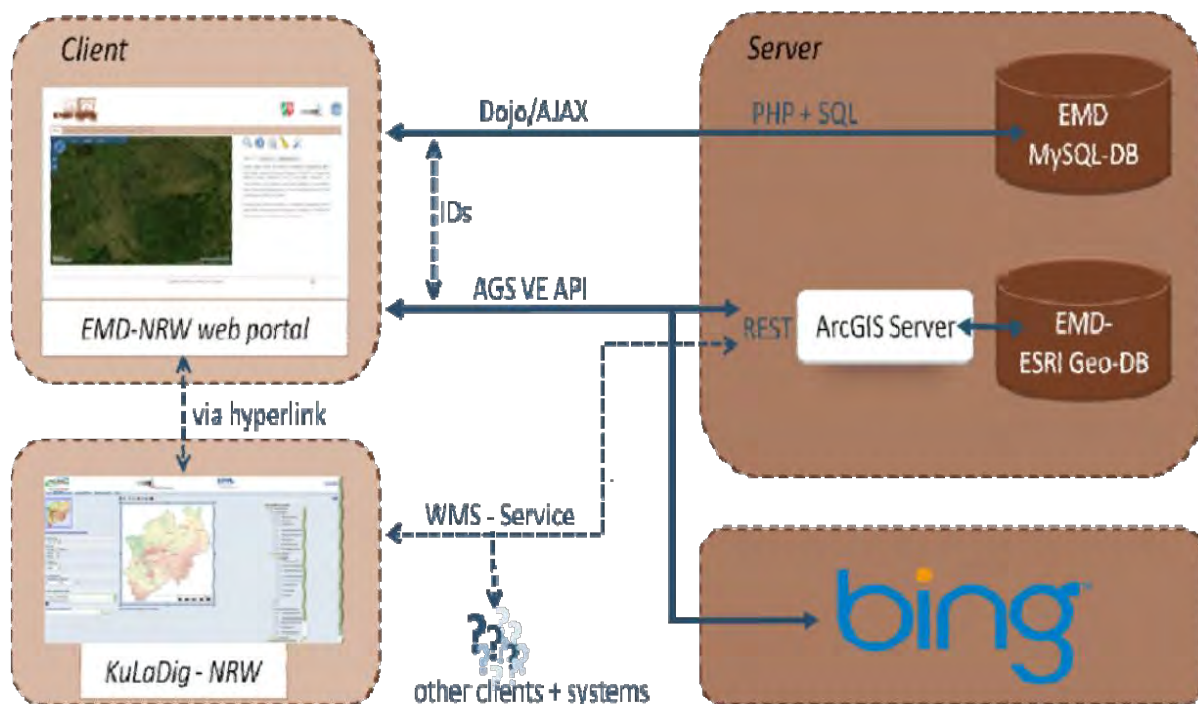 Client
Server
Dojo/AJAX
PHP + SQL
EMD
MySQL-DB
IDs
AGS VE API
EMD-NRW web portal
REST
ArcGIS Server
EMD-
ESRI Geo-DB
via hyperlink
WMS - Service
bing
KuLaDig - NRW
other clients + systems